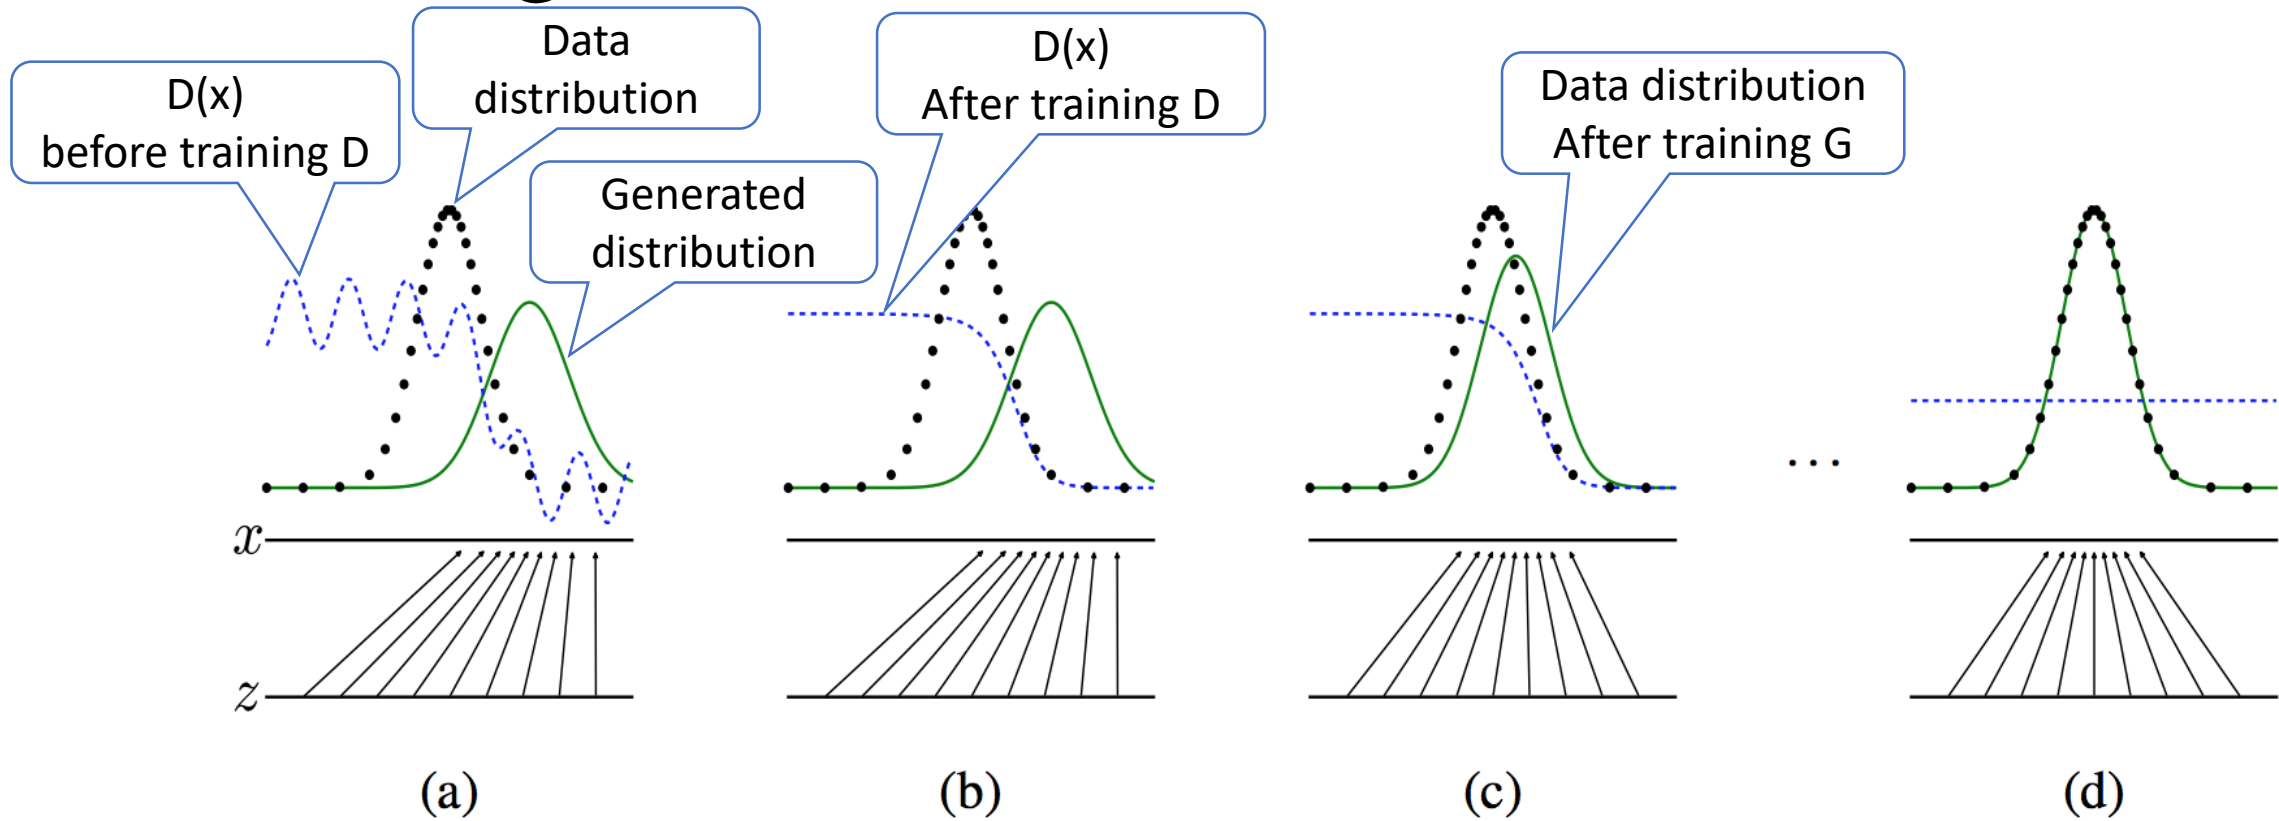 D(x)
before training D
Data
distribution
Generated
distribution
D(x)
After training D
Data distribution
After training G
...
x
z
(a)
(b)
(c)
(d)